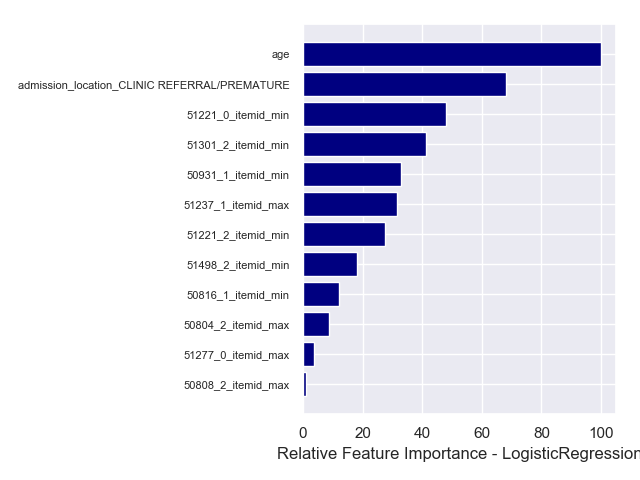 age
admission_location_CLINIC REFERRAL/PREMATURE
51221_0_itemid_min
51301_2_itemid_min
50931_1_itemid_min
51237_1_itemid_max
51221_2_itemid_min
51498_2_itemid_min
50816_1_itemid_min
50804_2_itemid_max
51277_0_itemid_max
50808_2_itemid_max
0 20 40 60 80 100
Relative Feature Importance - LogisticRegression